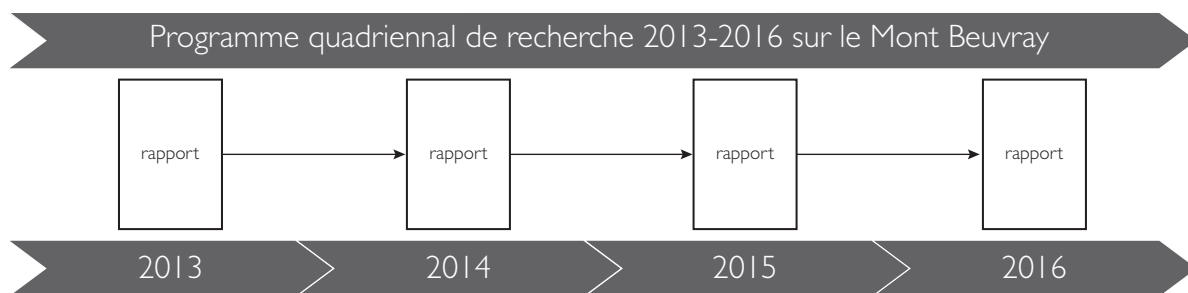 Programme quadriennal de recherche 2013-2016 sur le Mont Beuvray
rapport rapport rapport rapport
2013 2014 2015 2016